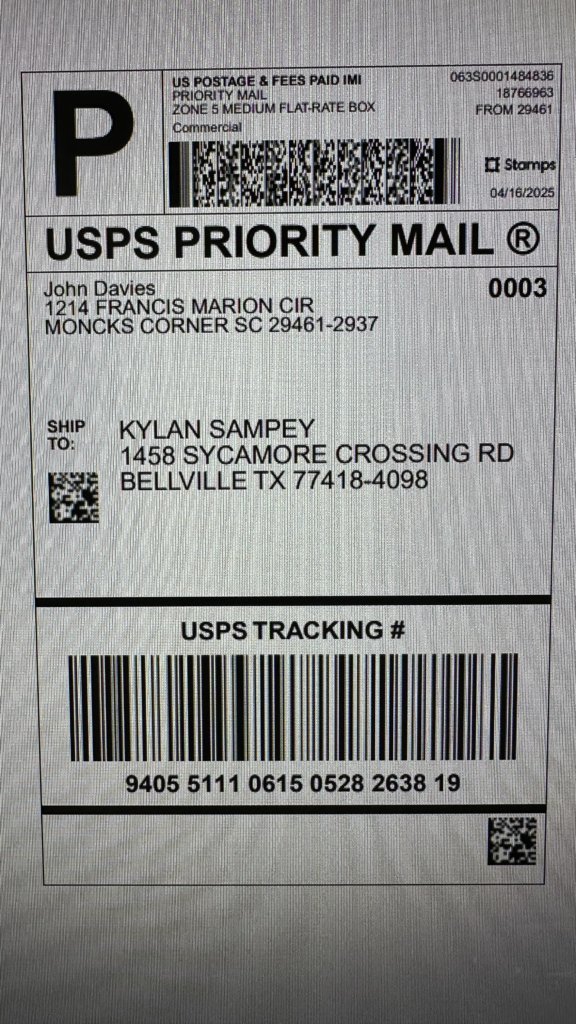 P
US POSTAGE & FEES PAID IMI
PRIORITY MAIL
ZONE 5 MEDIUM FLAT-RATE BOX
Commercial
063S0001484836
18766963
FROM 29461
Stamps
04/16/2025
USPS PRIORITY MAIL ®
John Davies
1214 FRANCIS MARION CIR
MONCKS CORNER SC 29461-2937
0003
SHIP
TO:
KYLAN SAMPEY
1458 SYCAMORE CROSSING RD
BELLVILLE TX 77418-4098
USPS TRACKING #
9405 5111 0615 0528 2638 19